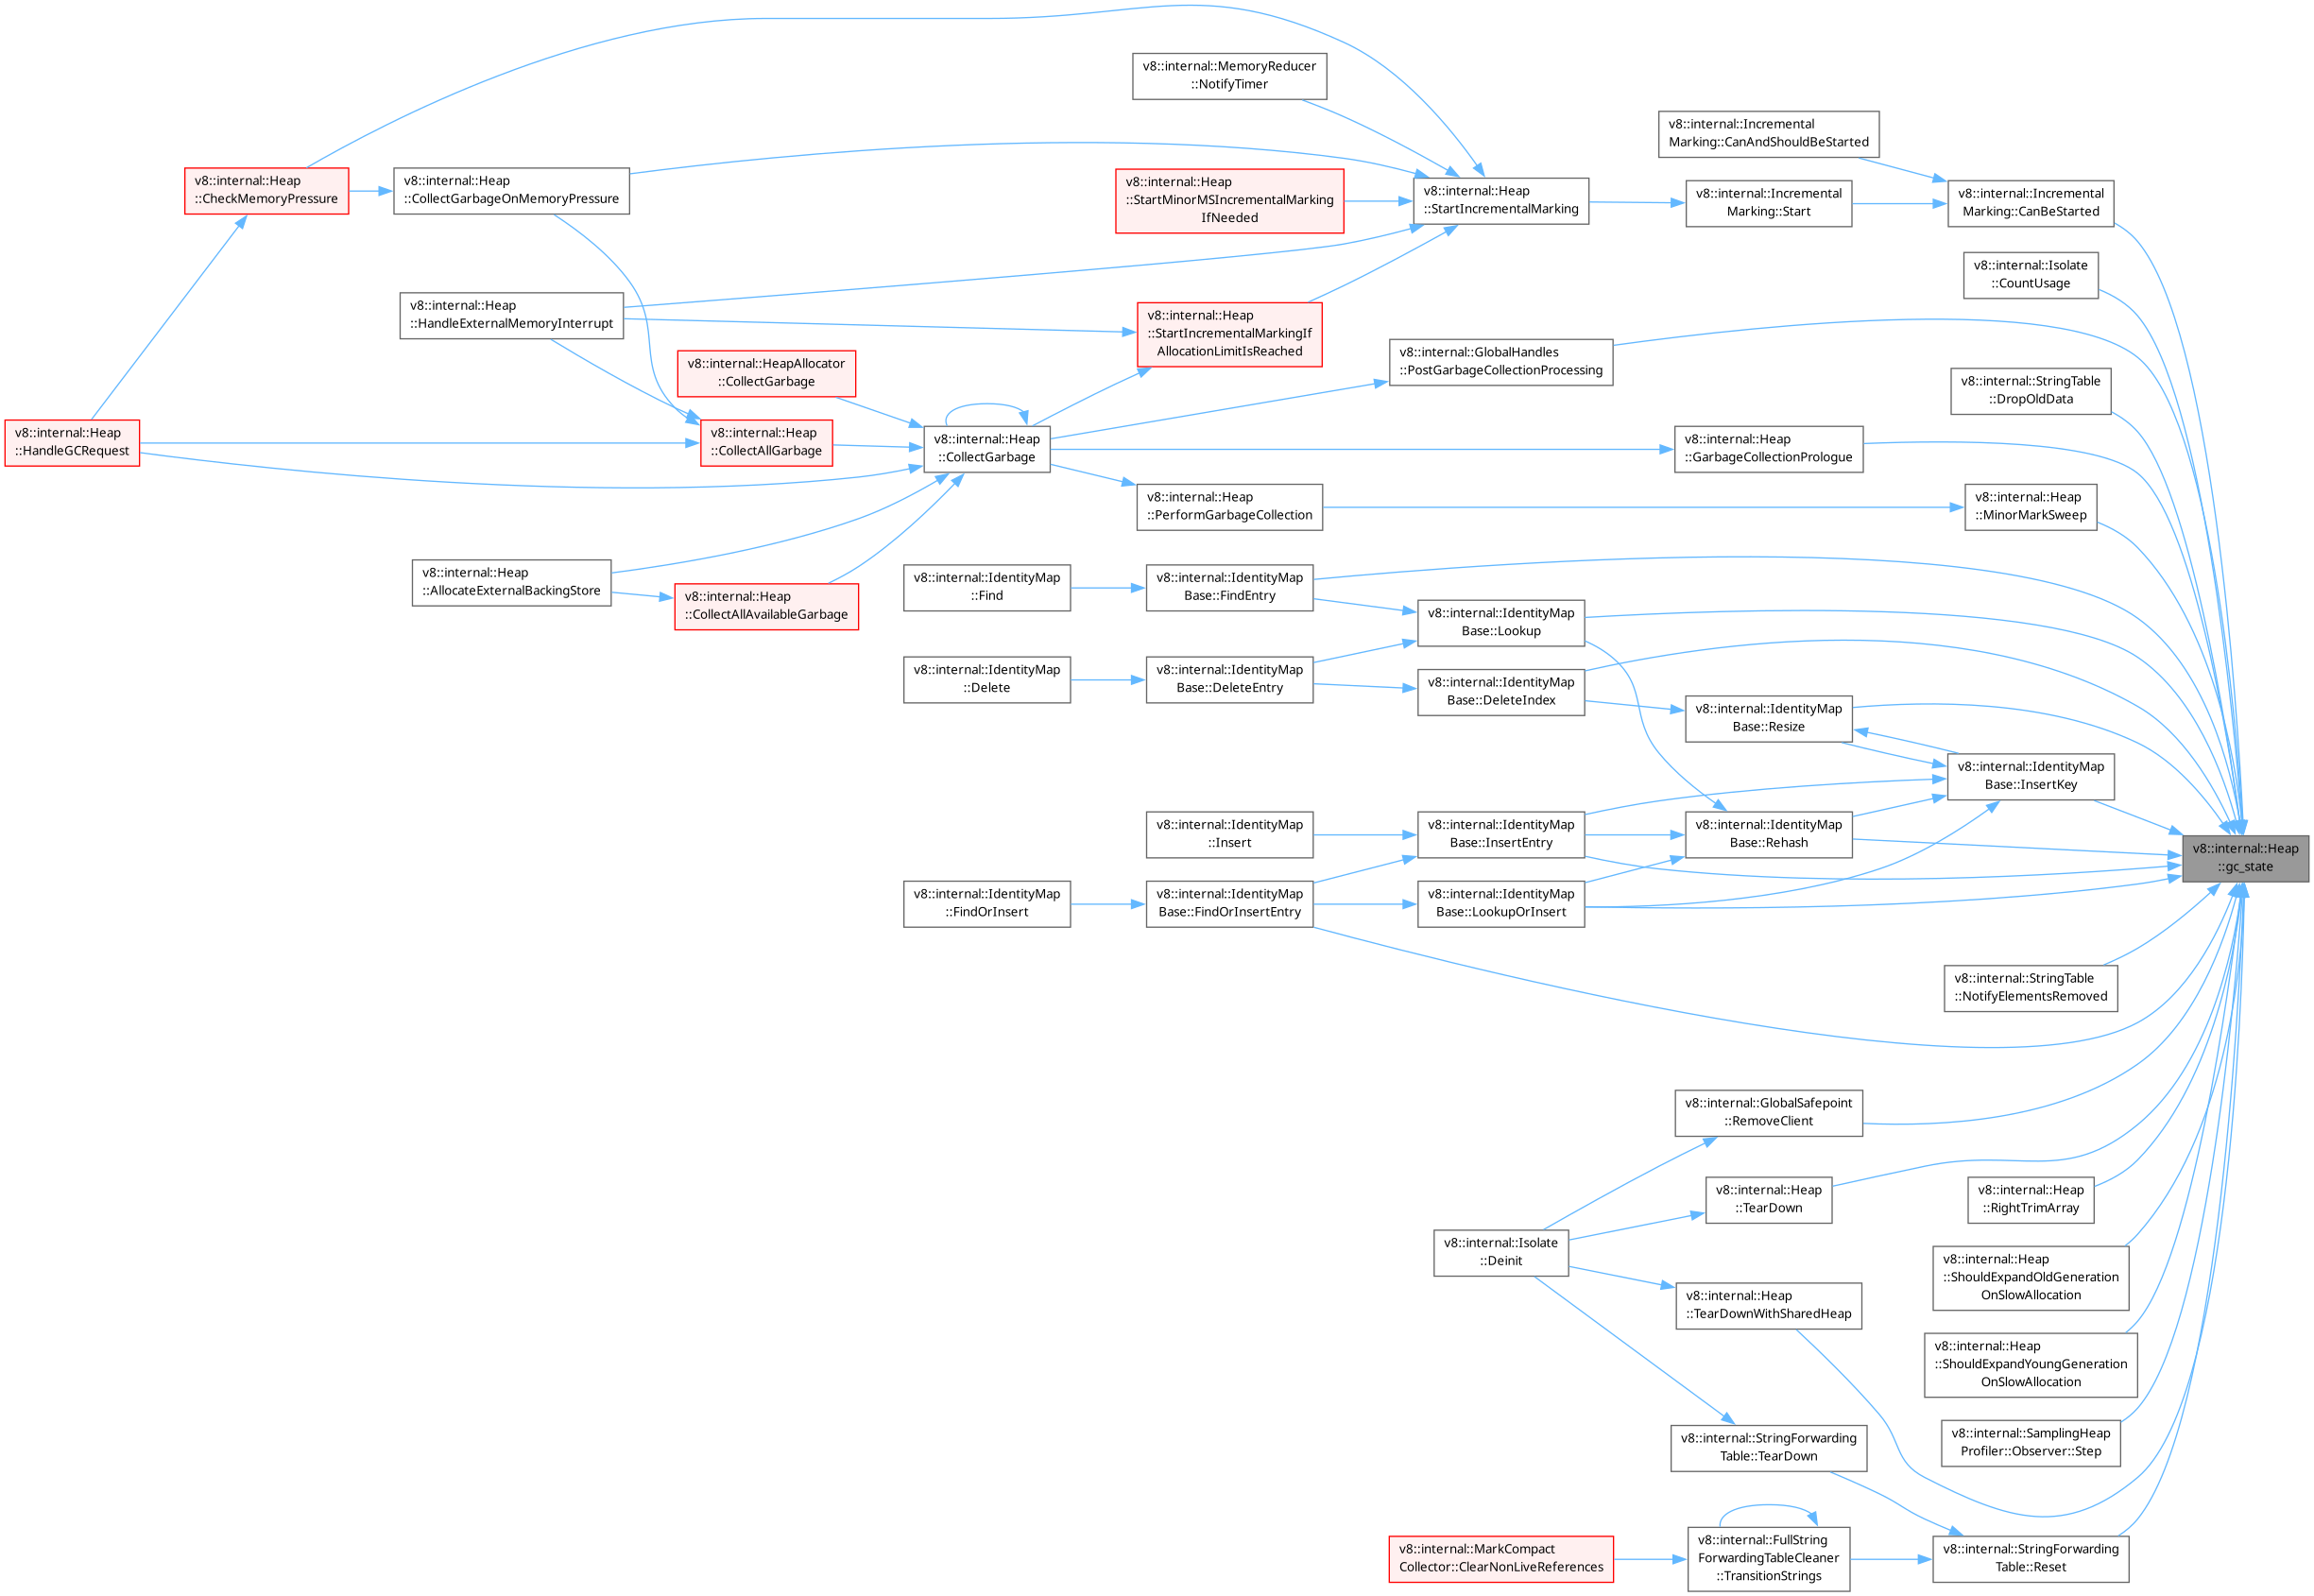 v8::internal::MemoryReducer
::NotifyTimer
v8::internal::Incremental
Marking::CanAndShouldBeStarted
v8::internal::Heap
::CheckMemoryPressure
v8::internal::Heap
::CollectGarbageOnMemoryPressure
v8::internal::Heap
::StartMinorMSIncrementalMarking
IfNeeded
v8::internal::Heap
::StartIncrementalMarking
v8::internal::Incremental
Marking::Start
v8::internal::Incremental
Marking::CanBeStarted
v8::internal::Isolate
::CountUsage
v8::internal::Heap
::HandleExternalMemoryInterrupt
v8::internal::Heap
::StartIncrementalMarkingIf
AllocationLimitIsReached
v8::internal::HeapAllocator
::CollectGarbage
v8::internal::GlobalHandles
::PostGarbageCollectionProcessing
v8::internal::StringTable
::DropOldData
v8::internal::Heap
::HandleGCRequest
v8::internal::Heap
::CollectAllGarbage
v8::internal::Heap
::CollectGarbage
v8::internal::Heap
::GarbageCollectionPrologue
v8::internal::Heap
::PerformGarbageCollection
v8::internal::Heap
::MinorMarkSweep
v8::internal::Heap
::AllocateExternalBackingStore
v8::internal::Heap
::CollectAllAvailableGarbage
v8::internal::IdentityMap
::Find
v8::internal::IdentityMap
Base::FindEntry
v8::internal::IdentityMap
Base::Lookup
v8::internal::IdentityMap
::Delete
v8::internal::IdentityMap
Base::DeleteEntry
v8::internal::IdentityMap
Base::DeleteIndex
v8::internal::IdentityMap
Base::Resize
v8::internal::IdentityMap
Base::InsertKey
v8::internal::IdentityMap
::Insert
v8::internal::IdentityMap
Base::InsertEntry
v8::internal::IdentityMap
Base::Rehash
v8::internal::Heap
::gc_state
v8::internal::IdentityMap
::FindOrInsert
v8::internal::IdentityMap
Base::FindOrInsertEntry
v8::internal::IdentityMap
Base::LookupOrInsert
v8::internal::StringTable
::NotifyElementsRemoved
v8::internal::GlobalSafepoint
::RemoveClient
v8::internal::Heap
::TearDown
v8::internal::Heap
::RightTrimArray
v8::internal::Isolate
::Deinit
v8::internal::Heap
::ShouldExpandOldGeneration
OnSlowAllocation
v8::internal::Heap
::TearDownWithSharedHeap
v8::internal::Heap
::ShouldExpandYoungGeneration
OnSlowAllocation
v8::internal::StringForwarding
Table::TearDown
v8::internal::SamplingHeap
Profiler::Observer::Step
v8::internal::MarkCompact
Collector::ClearNonLiveReferences
v8::internal::FullString
ForwardingTableCleaner
::TransitionStrings
v8::internal::StringForwarding
Table::Reset